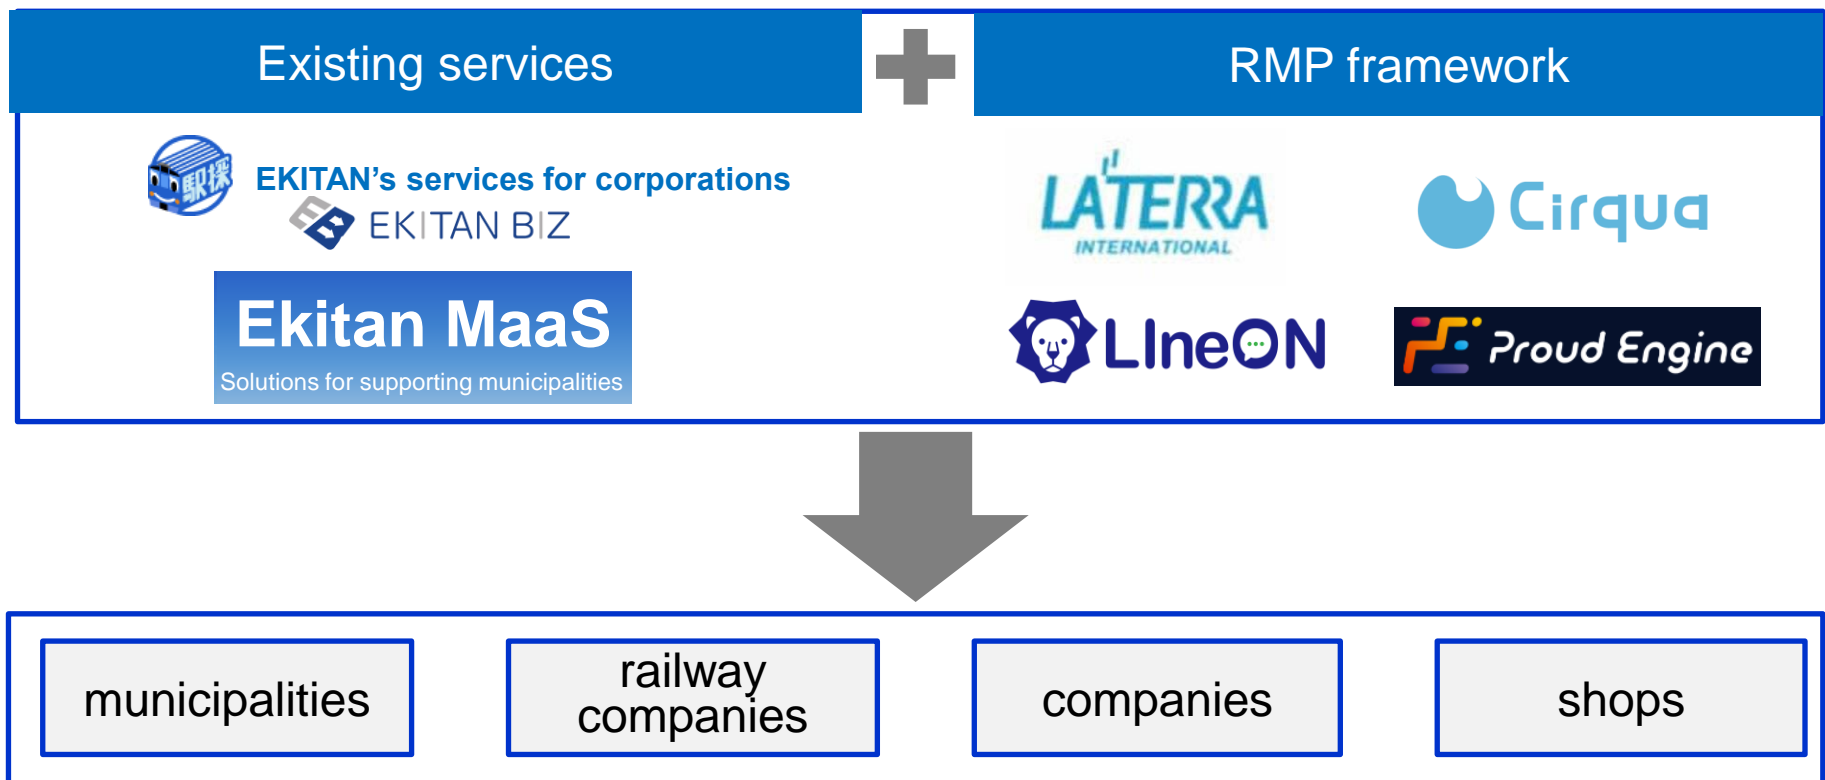 Existing services
RMP framework
駅探
EKITAN’s services for corporations
EKITAN BIZ
Ekitan MaaS
Solutions for supporting municipalities
LATERRA
INTERNATIONAL
Cirqua
LIneON
Proud Engine
municipalities
railway
companies
companies
shops